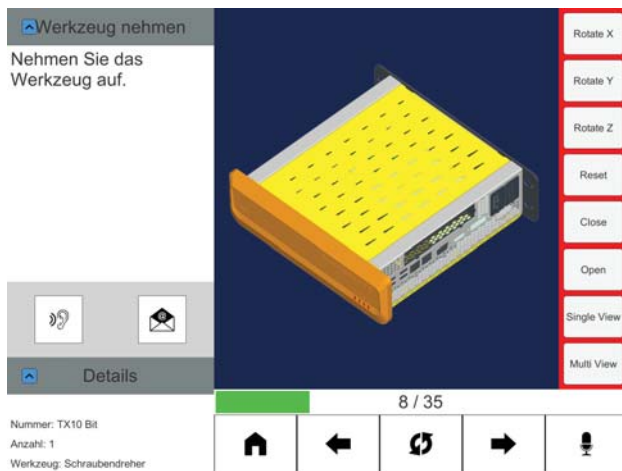 Werkzeug nehmen
Nehmen Sie das
Werkzeug auf.
Details
Nummer: TX10 Bit
Anzahl: 1
Werkzeug: Schraubendreher
8 / 35
Rotate X
Rotate Y
Rotate Z
Reset
Close
Open
Single View
Multi View